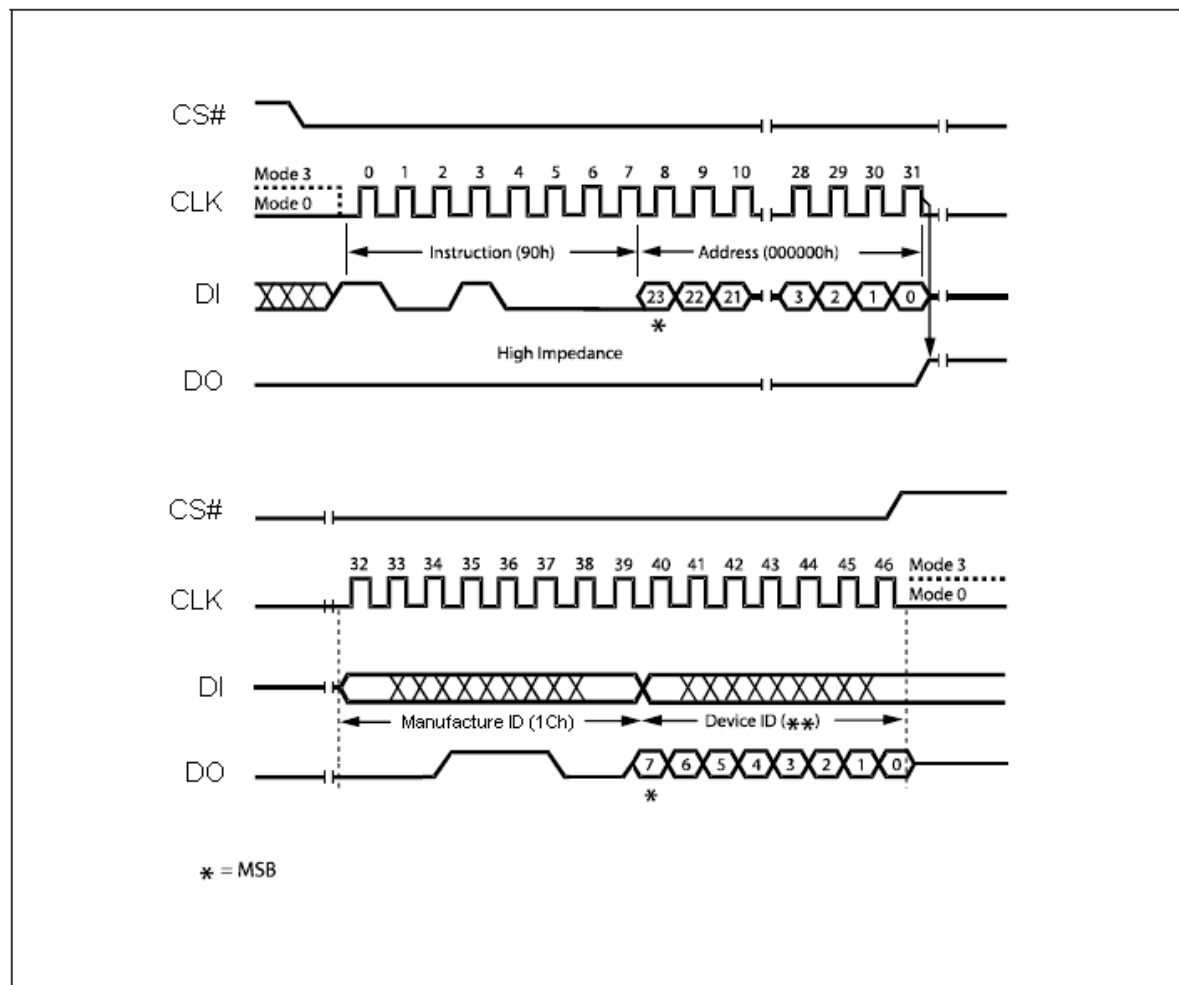 CS#
Mode 3
0 1 2 3 4 5 6 7 8 9 10 28 29 30 31
CLK
Mode 0
Instruction (90h) Address (000000h)
DI
23 22 21 3 2 1 0
*
High Impedance
DO
CS#
32 33 34 35 36 37 38 39 40 41 42 43 44 45 46 Mode 3
CLK
Mode 0
DI
Manufacture ID (1Ch) Device ID (**)
DO
7 6 5 4 3 2 1 0
*
* = MSB